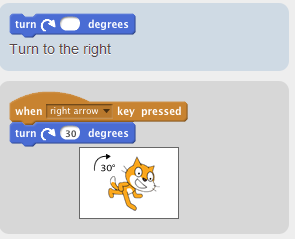 turn degrees
Turn to the right
when right arrow key pressed
turn 30 degrees
30°